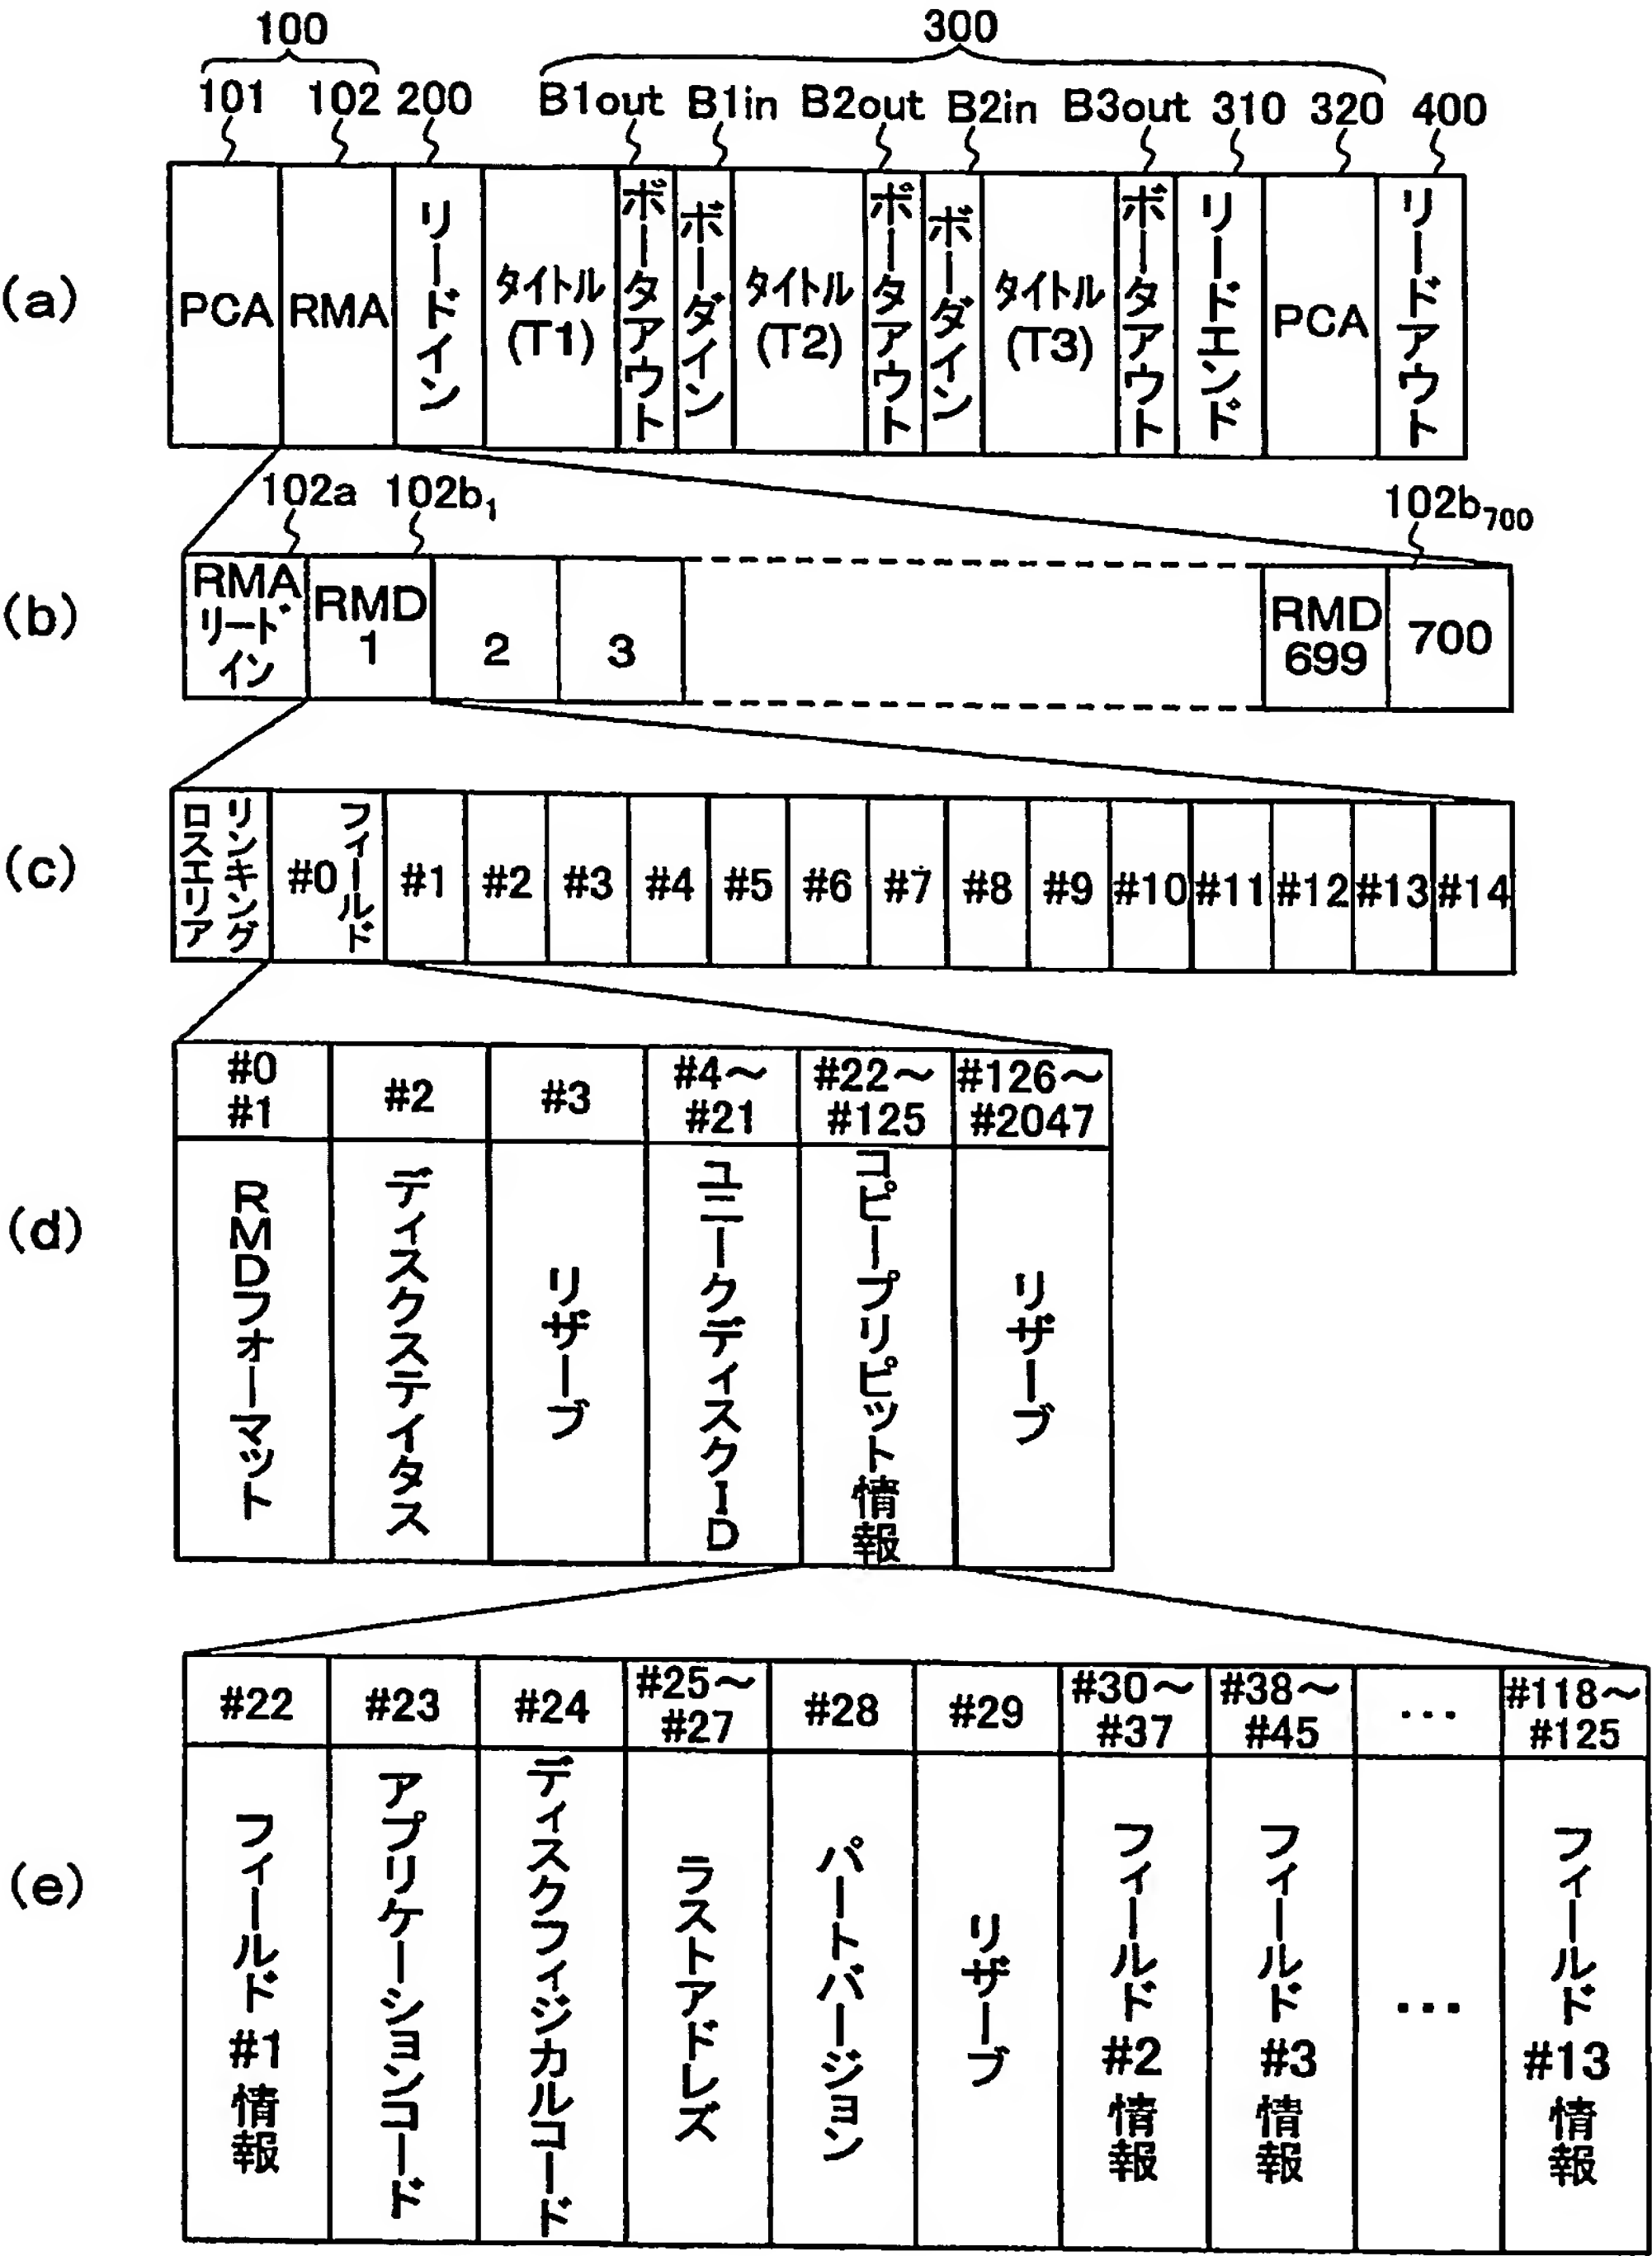 100
300
101
102
200
B1out
B1in
B2out
B2in
B3out
310
320
400
(a)
PCA
RMA
リードイン
タイトル
(T1)
ボータアウト
ボーダイン
タイトル
(T2)
ボータアウト
ボーダイン
タイトル
(T3)
ボータアウト
リードエンド
PCA
リードアウト
102a
102b1
102b700
(b)
RMA
リード
イン
RMD
1
2
3
RMD
699
700
(c)
リンキング
ロスエリア
フィールド
#0
#1
#2
#3
#4
#5
#6
#7
#8
#9
#10
#11
#12
#13
#14
(d)
#0
#1
#2
#3
#4～
#21
#22～
#125
#126～
#2047
RMDフォーマット
ディスクステイタス
リザーブ
ユニークディスクID
コピープリピット情報
リザーブ
(e)
#22
#23
#24
#25～
#27
#28
#29
#30～
#37
#38～
#45
...
#118～
#125
フィールド#1情報
アプリケーションコード
ディスクフィジカルコード
ラストアドレズ
パートバージョン
リザーブ
フィールド#2情報
フィールド#3情報
...
フィールド#13情報